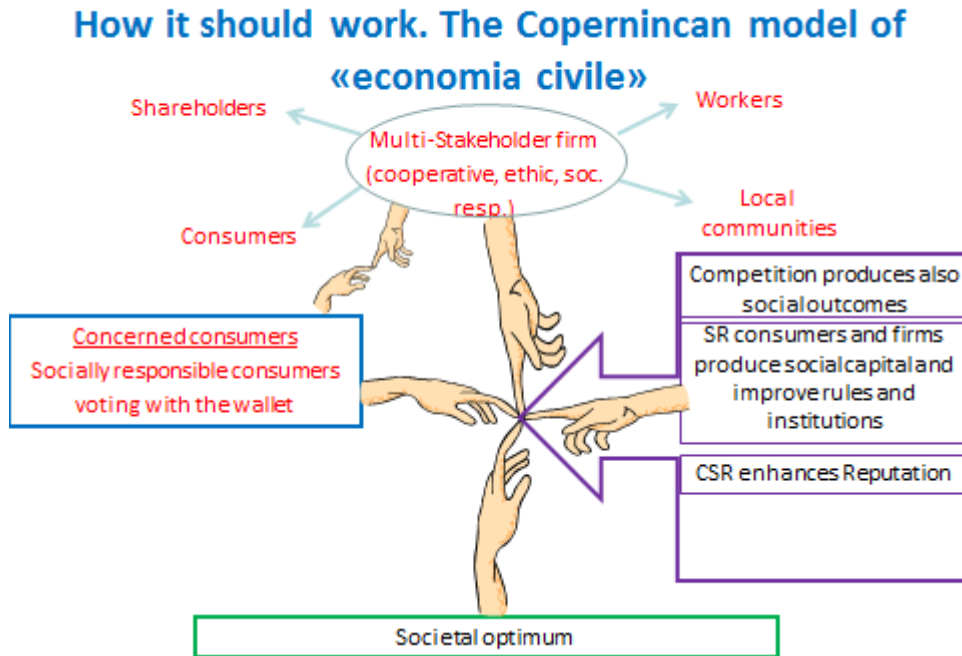 How it should work. The Copernincan model of
«economia civile»
Shareholders
Workers
Multi-Stakeholder firm
(cooperative, ethic, soc.
resp.)
Consumers
Local
communities
Competition produces also
social outcomes
Concerned consumers
Socially responsible consumers
voting with the wallet
SR consumers and firms
produce social capital and
improve rules and
institutions
CSR enhances Reputation
Societal optimum